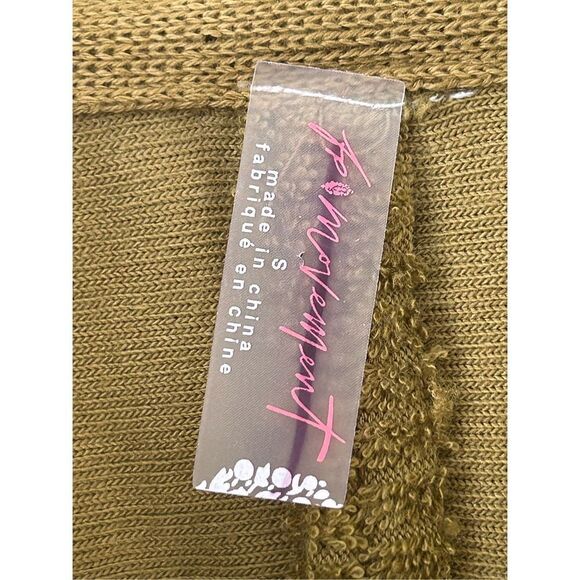 fp movement
S
made in china
fabriqué en chine